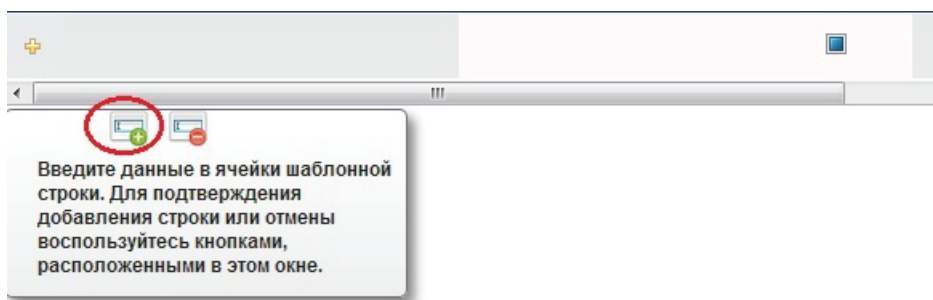 Введите данные в ячейки шаблонной
строки. Для подтверждения
добавления строки или отмены
воспользуйтесь кнопками,
расположенными в этом окне.